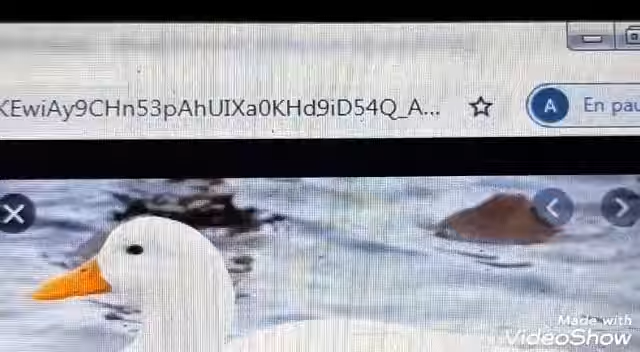 KEwiAy9CHn53pAhUIXa0KHd9iD54Q_A...
A En pau
Made with
VideoShow